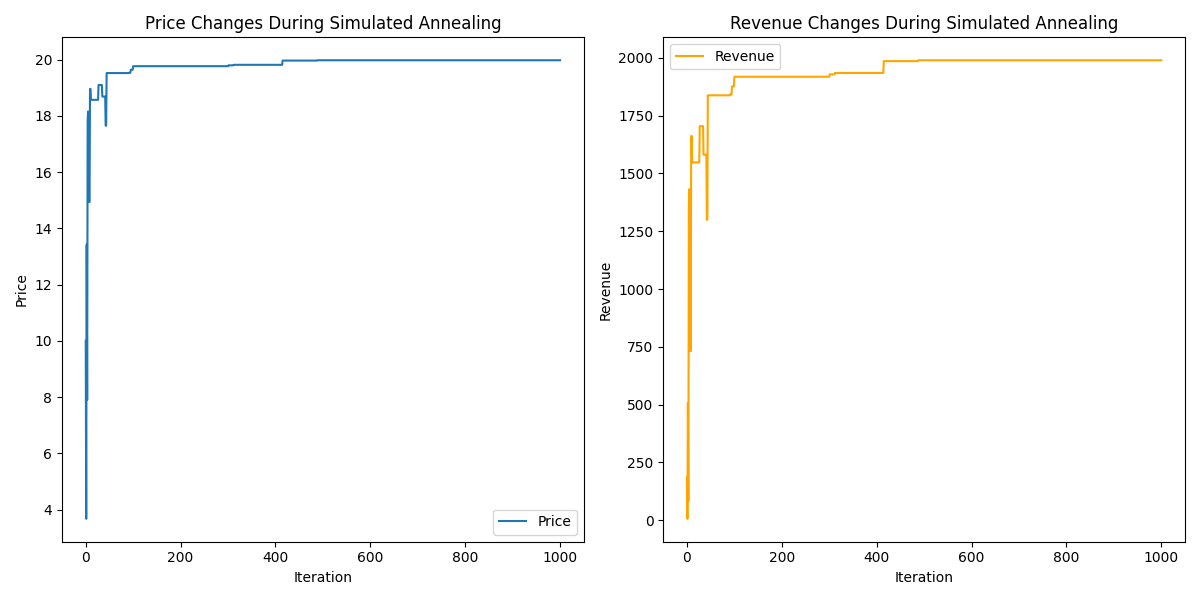 Price Changes During Simulated Annealing
20
18
16
14
12
10
8
6
4
Price
Price
0 200 400 600 800 1000
Iteration
Revenue Changes During Simulated Annealing
Revenue
2000
1750
1500
1250
1000
750
500
250
0
Revenue
0 200 400 600 800 1000
Iteration